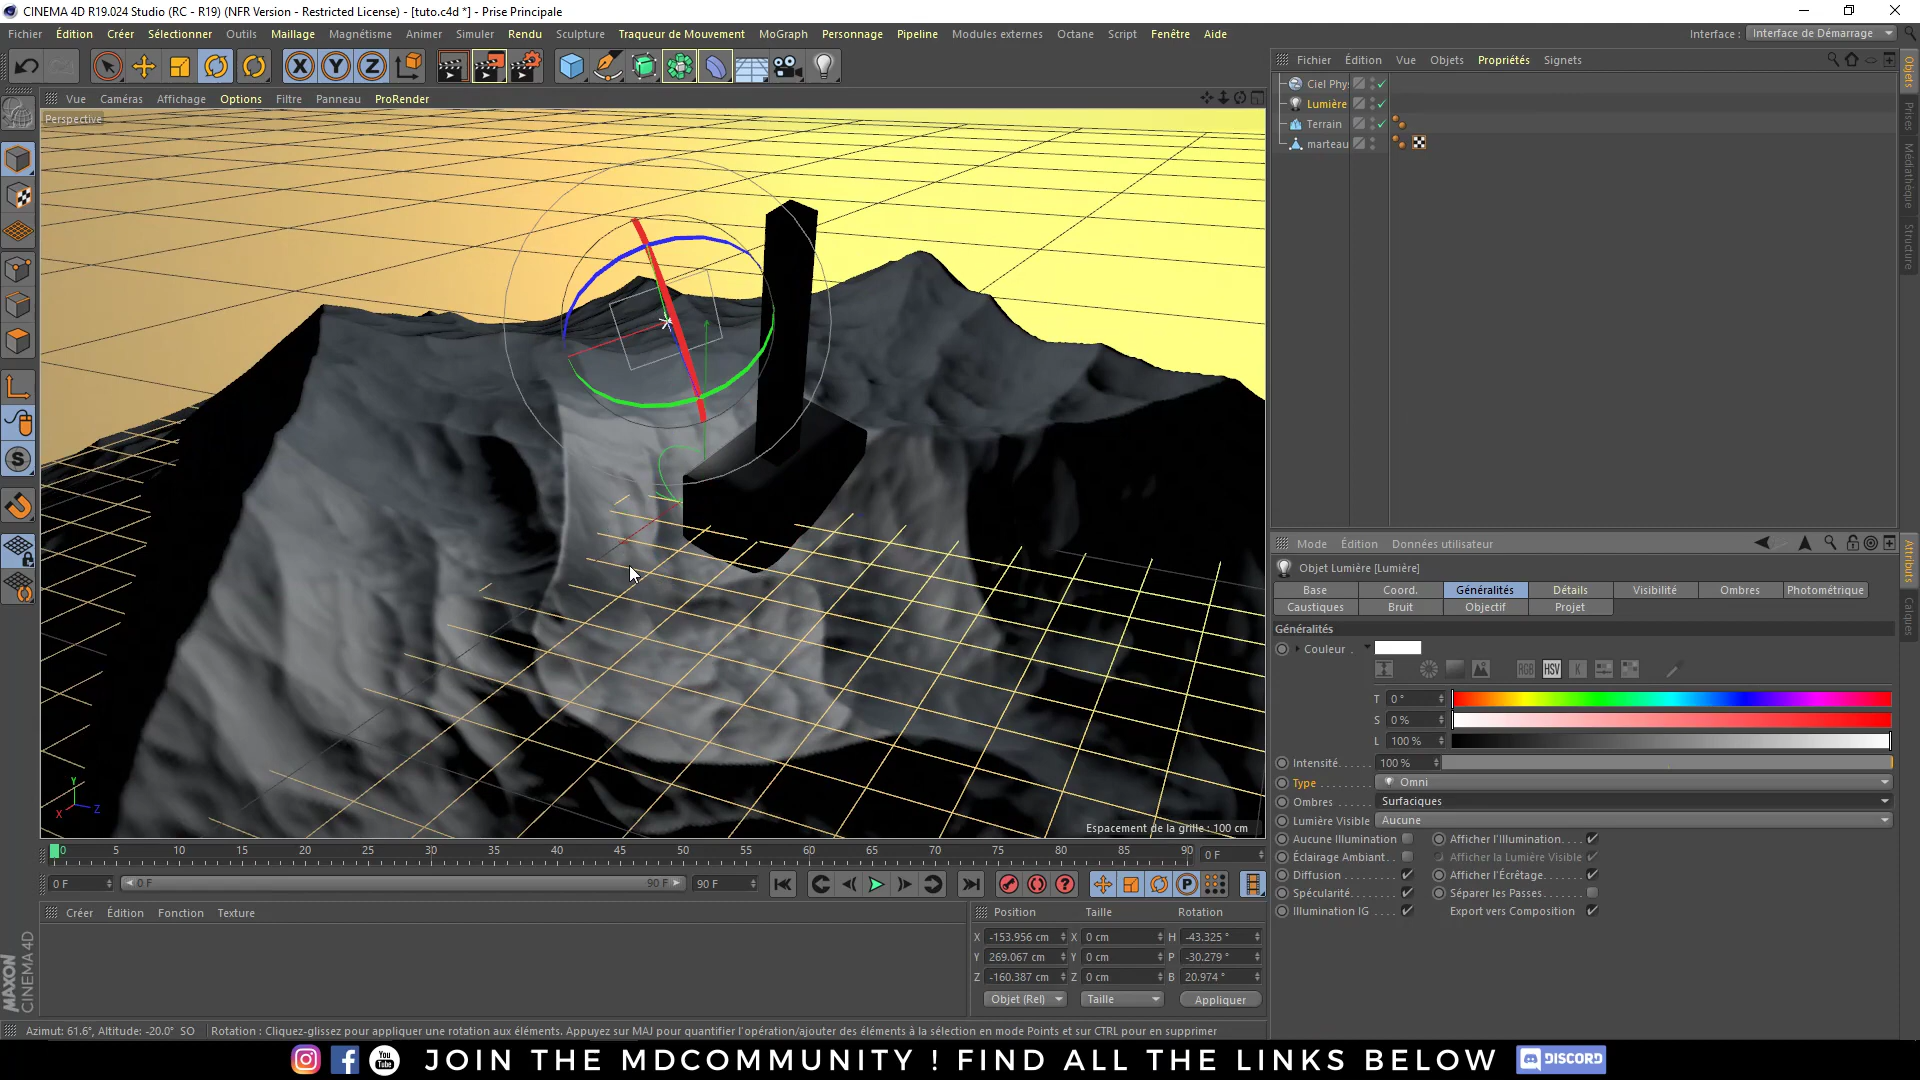 CINEMA 4D R19.024 Studio (RC - R19) (NFR Version - Restricted License) - [tuto.c4d *] - Prise Principale
Fichier Édition Créer Sélectionner Outils Maillage Magnétisme Animer Simuler Rendu Sculpture Traqueur de Mouvement MoGraph Personnage Pipeline Modules externes Octane Script Fenêtre Aide Interface : Interface de Démarrage
X Y Z
Vue Caméras Affichage Options Filtre Panneau ProRender
Perspective
Fichier Édition Vue Objets Propriétés Signets
Ciel Phys
Lumière
Terrain
marteau
Objets
Prises
Médiathèque
Structure
Mode Édition Données utilisateur
Objet Lumière [Lumière]
Base Coord. Généralités Détails Visibilité Ombres Photométrique
Caustiques Bruit Objectif Projet
Généralités
Couleur .
RGB HSV K
T 0 °
S 0 %
L 100 %
Intensité. . . . . 100 %
Type . . . . . . . . Omni
Ombres . . . . . . Surfaciques
Lumière Visible Aucune
Aucune Illumination Afficher l'Illumination. . . .
Éclairage Ambiant. . Afficher la Lumière Visible
Diffusion . . . . . . . Afficher l'Écrêtage. . . . . . .
Spécularité. . . . . . Séparer les Passes. . . . . .
Illumination IG . . . . Export vers Composition
Attributs
Calques
S
Y
X Z
Espacement de la grille : 100 cm
0 5 10 15 20 25 30 35 40 45 50 55 60 65 70 75 80 85 90 0 F
0 F 0 F 90 F 90 F
P
Créer Édition Fonction Texture
Position Taille Rotation
X -153.956 cm X 0 cm H -43.325 °
Y 269.067 cm Y 0 cm P -30.279 °
Z -160.387 cm Z 0 cm B 20.974 °
Objet (Rel) Taille Appliquer
MAXON
CINEMA 4D
Azimut: 61.6°, Altitude: -20.0° SO Rotation : Cliquez-glissez pour appliquer une rotation aux éléments. Appuyez sur MAJ pour quantifier l'opération/ajouter des éléments à la sélection en mode Points et sur CTRL pour en supprimer
You Tube
JOIN THE MDCOMMUNITY ! FIND ALL THE LINKS BELOW
DISCORD